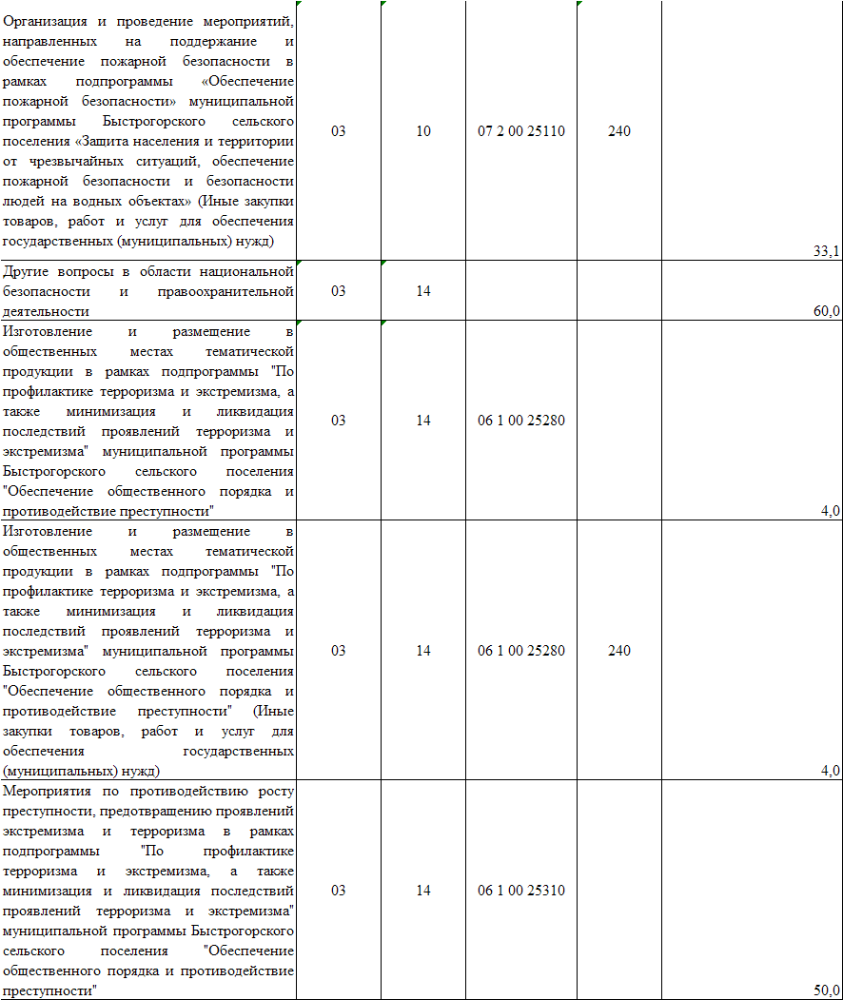 Организация и проведение мероприятий,
направленных на поддержание и
обеспечение пожарной безопасности в
рамках подпрограммы «Обеспечение
пожарной безопасности» муниципальной
программы Быстрогорского сельского
поселения «Защита населения и территории
от чрезвычайных ситуаций, обеспечение
пожарной безопасности и безопасности
людей на водных объектах» (Иные закупки
товаров, работ и услуг для обеспечения
государственных (муниципальных) нужд)
03 10 07 2 00 25110 240 33,1
Другие вопросы в области национальной
безопасности и правоохранительной
деятельности
03 14 60,0
Изготовление и размещение в
общественных местах тематической
продукции в рамках подпрограммы "По
профилактике терроризма и экстремизма, а
также минимизация и ликвидация
последствий проявлений терроризма и
экстремизма" муниципальной программы
Быстрогорского сельского поселения
"Обеспечение общественного порядка и
противодействие преступности"
03 14 06 1 00 25280 4,0
Изготовление и размещение в
общественных местах тематической
продукции в рамках подпрограммы "По
профилактике терроризма и экстремизма, а
также минимизация и ликвидация
последствий проявлений терроризма и
экстремизма" муниципальной программы
Быстрогорского сельского поселения
"Обеспечение общественного порядка и
противодействие преступности" (Иные
закупки товаров, работ и услуг для
обеспечения государственных
(муниципальных) нужд)
03 14 06 1 00 25280 240 4,0
Мероприятия по противодействию росту
преступности, предотвращению проявлений
экстремизма и терроризма в рамках
подпрограммы "По профилактике
терроризма и экстремизма, а также
минимизация и ликвидация последствий
проявлений терроризма и экстремизма"
муниципальной программы Быстрогорского
сельского поселения "Обеспечение
общественного порядка и противодействие
преступности"
03 14 06 1 00 25310 50,0